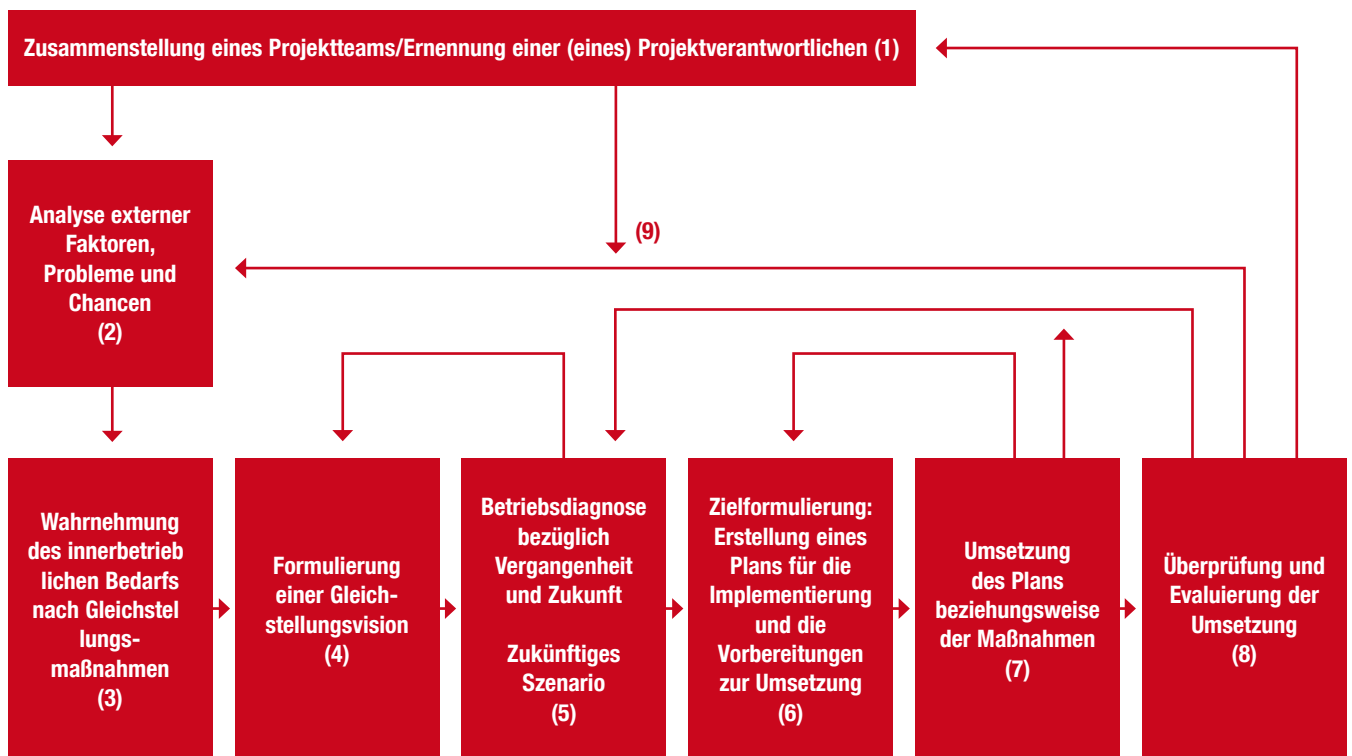 Zusammenstellung eines Projektteams/Ernennung einer (eines) Projektverantwortlichen (1)
Analyse externer
Faktoren,
Probleme und
Chancen
(2)
(9)
Wahrnehmung
des innerbetrieb
lichen Bedarfs
nach Gleichstel
lungs-
maßnahmen
(3)
Formulierung
einer Gleich-
stellungsvision
(4)
Betriebsdiagnose
bezüglich
Vergangenheit
und Zukunft
Zukünftiges
Szenario
(5)
Zielformulierung:
Erstellung eines
Plans für die
Implementierung
und die
Vorbereitungen
zur Umsetzung
(6)
Umsetzung
des Plans
beziehungsweise
der Maßnahmen
(7)
Überprüfung und
Evaluierung der
Umsetzung
(8)